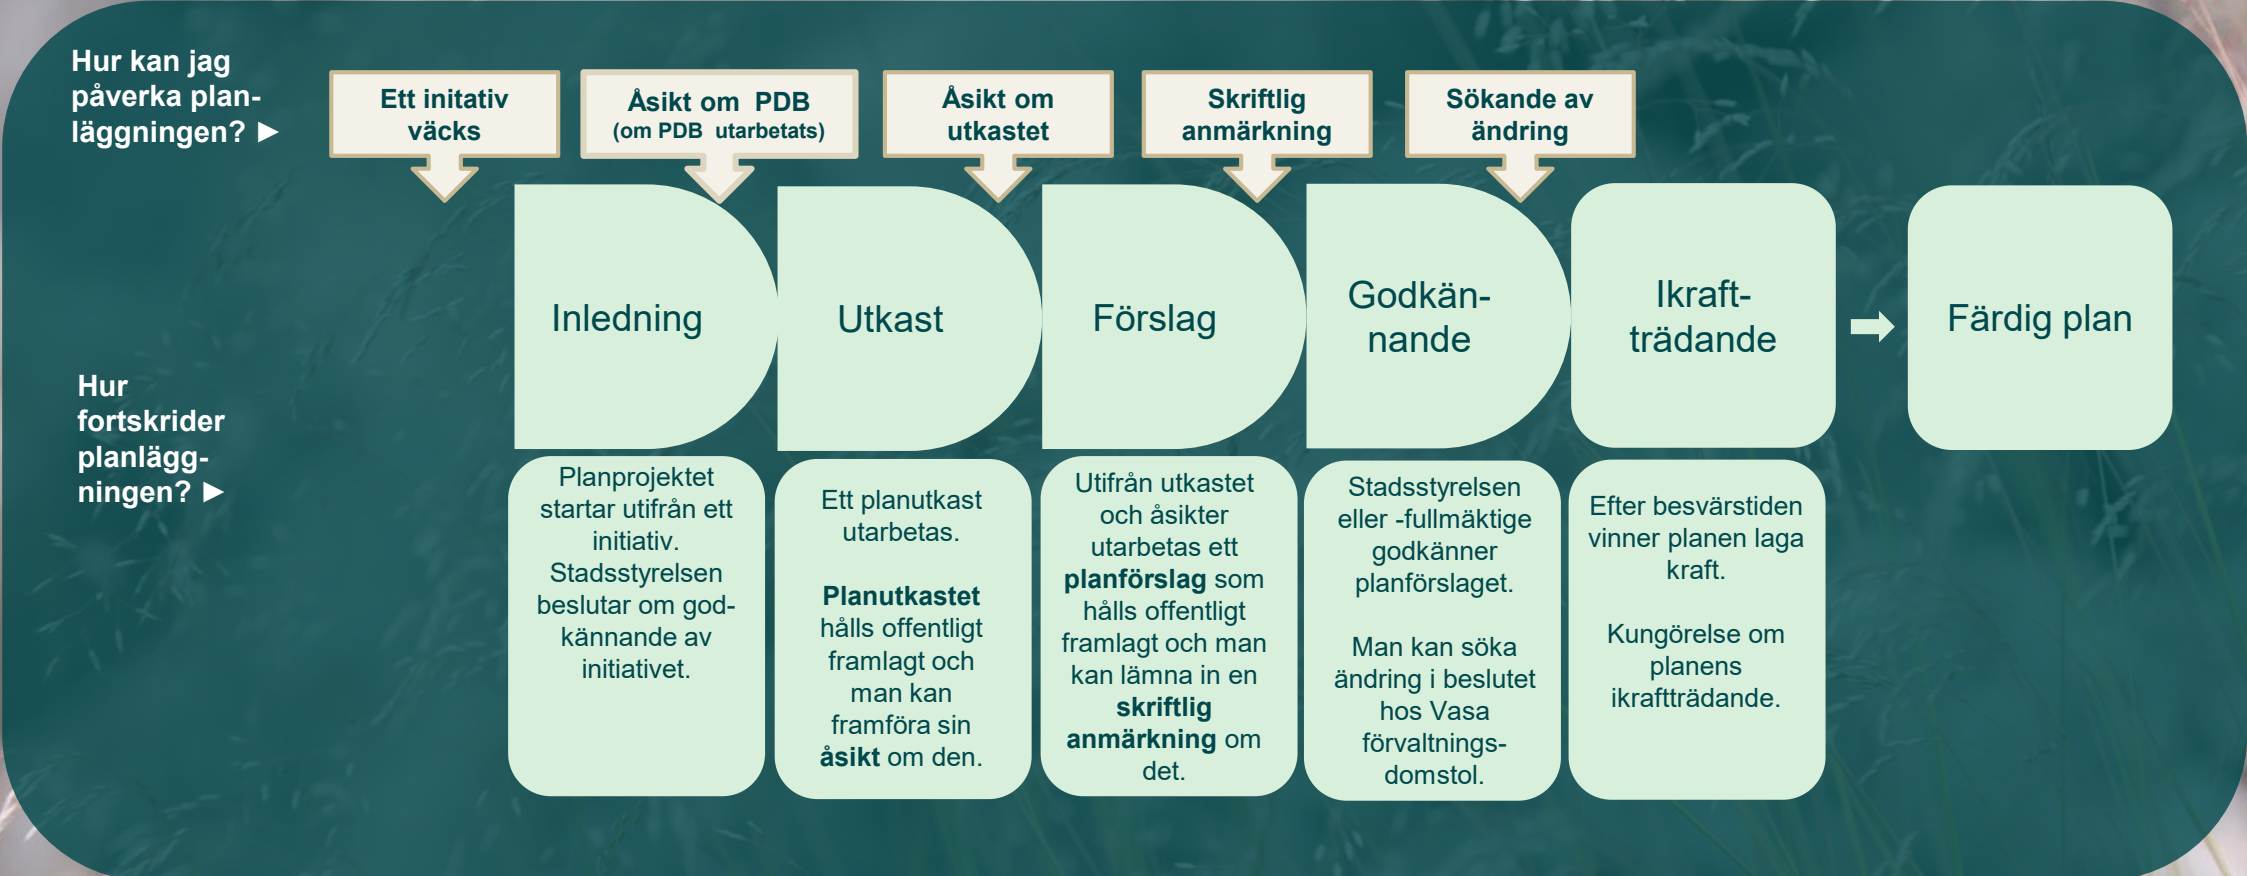 Hur kan jag
påverka plan-
läggningen? ►
Ett initativ
väcks
Åsikt om PDB
(om PDB utarbetats)
Åsikt om
utkastet
Skriftlig
anmärkning
Sökande av
ändring
Hur
fortskrider
planlägg-
ningen? ►
Inledning
Utkast
Förslag
Godkän-
nande
Ikraft-
trädande
Färdig plan
Planprojektet
startar utifrån ett
initiativ.
Stadsstyrelsen
beslutar om god-
kännande av
initiativet.
Ett planutkast
utarbetas.
Planutkastet
hålls offentligt
framlagt och
man kan
framföra sin
åsikt om den.
Utifrån utkastet
och åsikter
utarbetas ett
planförslag som
hålls offentligt
framlagt och man
kan lämna in en
skriftlig
anmärkning om
det.
Stadsstyrelsen
eller -fullmäktige
godkänner
planförslaget.
Man kan söka
ändring i beslutet
hos Vasa
förvaltnings-
domstol.
Efter besvärstiden
vinner planen laga
kraft.
Kungörelse om
planens
ikraftträdande.